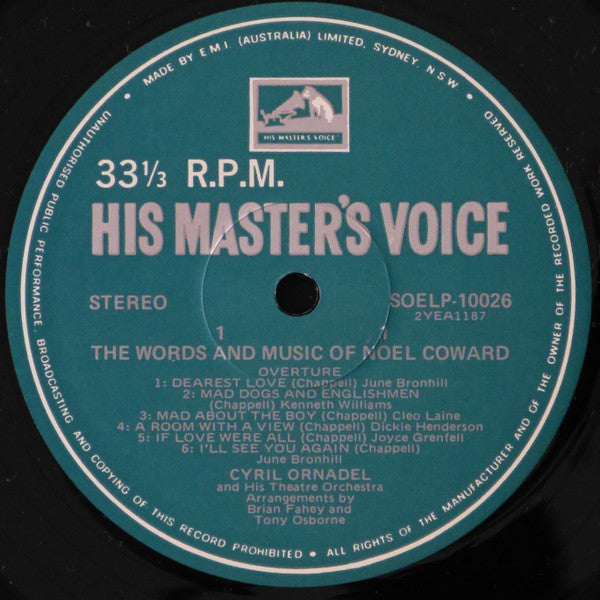 • MADE BY E.M.I. (AUSTRALIA) LIMITED, SYDNEY, N•S•W •
UNAUTHORISED PUBLIC PERFORMANCE, BROADCASTING AND COPYING OF THIS RECORD PROHIBITED • ALL RIGHTS OF THE MANUFACTURER AND OF THE OWNER OF THE RECORDED WORK RESERVED
HIS MASTER'S VOICE
33⅓ R.P.M.
HIS MASTER'S VOICE
STEREO SOELP-10026
2YEA1187
1 1
THE WORDS AND MUSIC OF NOEL COWARD
OVERTURE
1: DEAREST LOVE (Chappell) June Bronhill
2: MAD DOGS AND ENGLISHMEN
(Chappell) Kenneth Williams
3: MAD ABOUT THE BOY (Chappell) Cleo Laine
4: A ROOM WITH A VIEW (Chappell) Dickie Henderson
5: IF LOVE WERE ALL (Chappell) Joyce Grenfell
6: I'LL SEE YOU AGAIN (Chappell)
June Bronhill
CYRIL ORNADEL
and His Theatre Orchestra
Arrangements by
Brian Fahey and
Tony Osborne